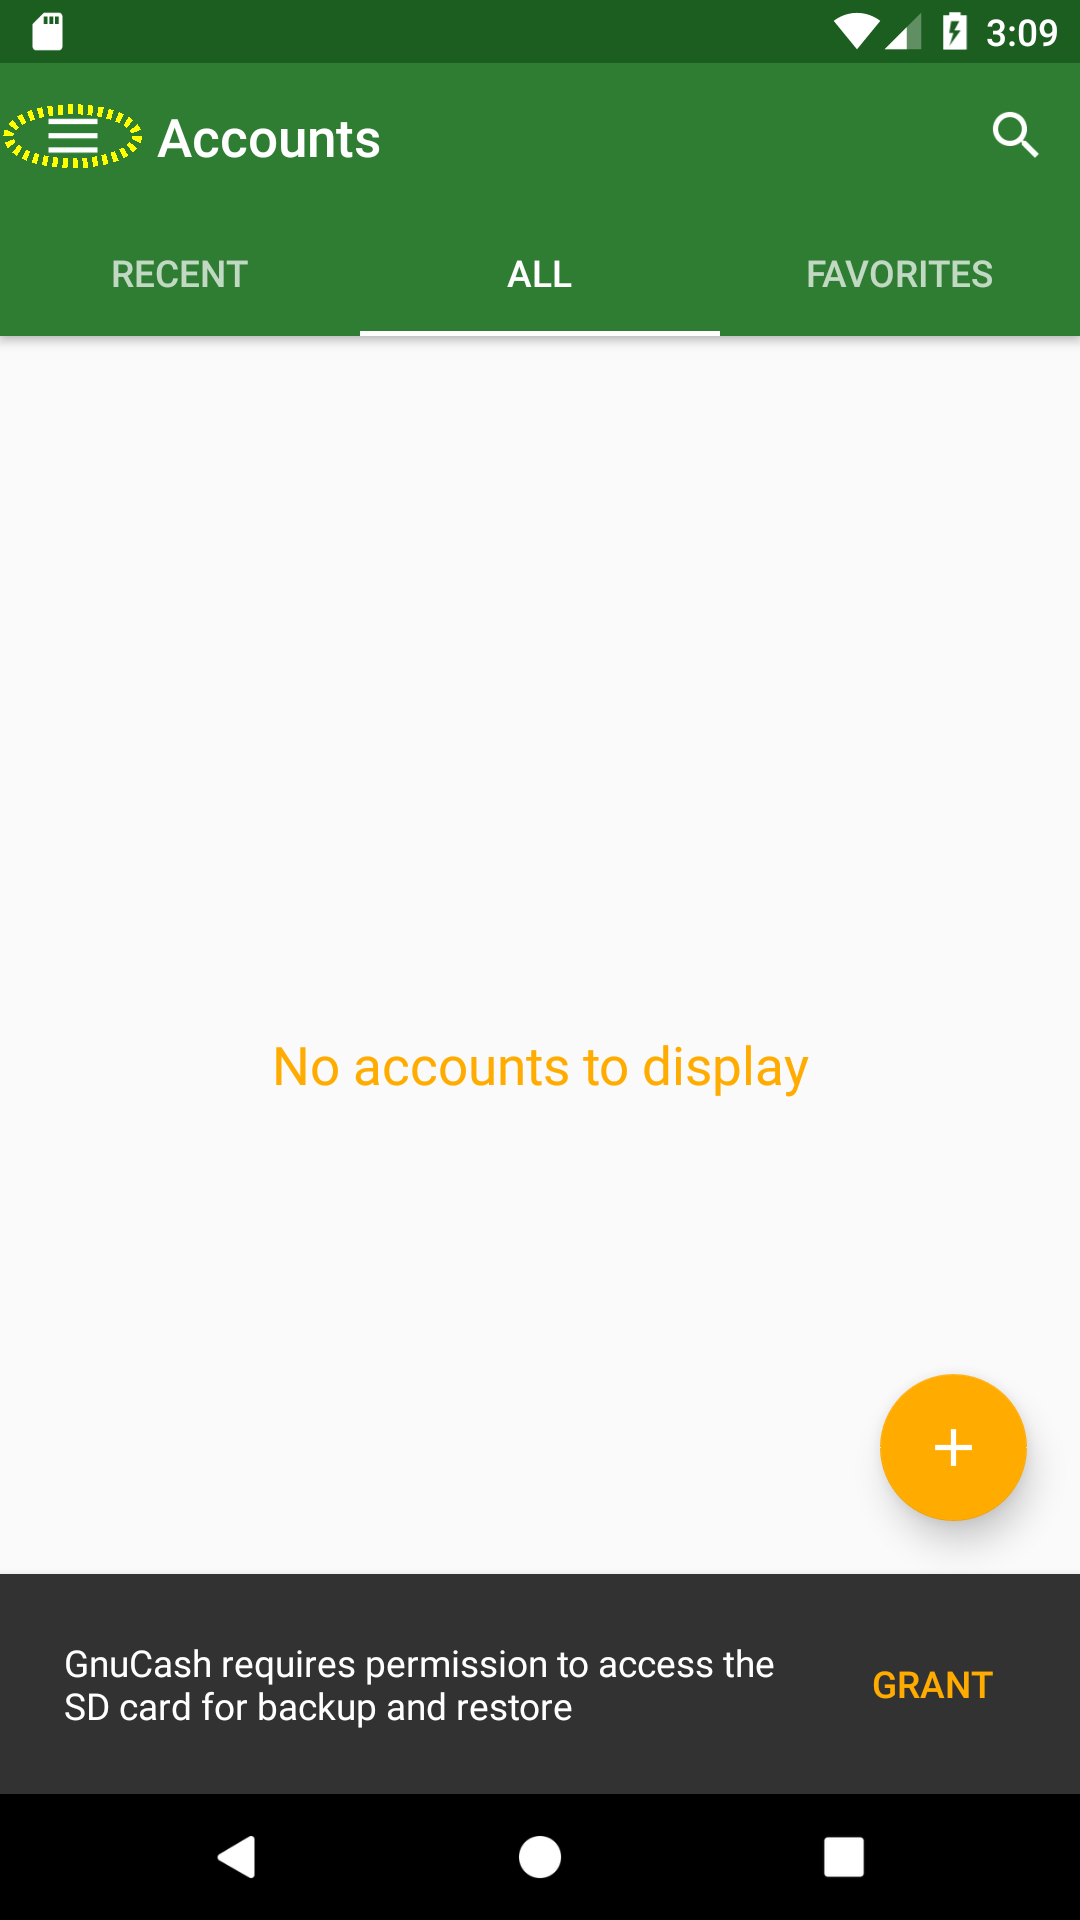 3:09
Accounts
RECENT
ALL
FAVORITES
No accounts to display
GnuCash requires permission to access the
SD card for backup and restore
GRANT